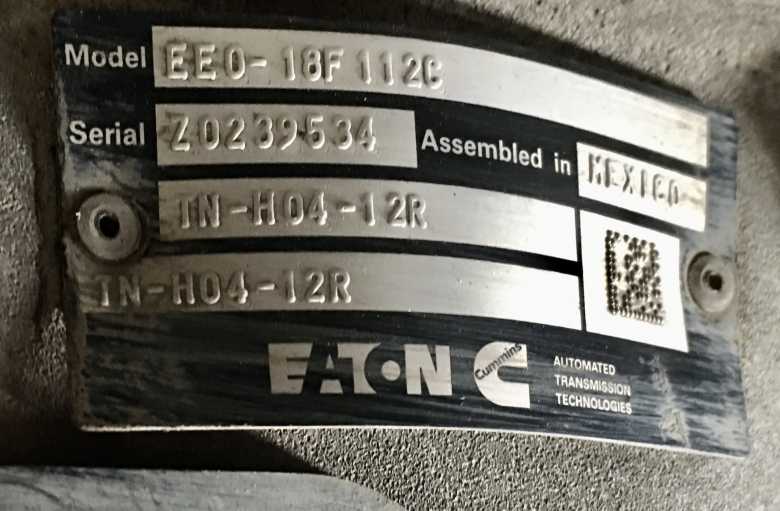 Model EEO-18F112C
Serial Z0239534 Assembled in MEXICO
TN-H04-12R
TN-H04-12R
EATON Cummins AUTOMATED
TRANSMISSION
TECHNOLOGIES